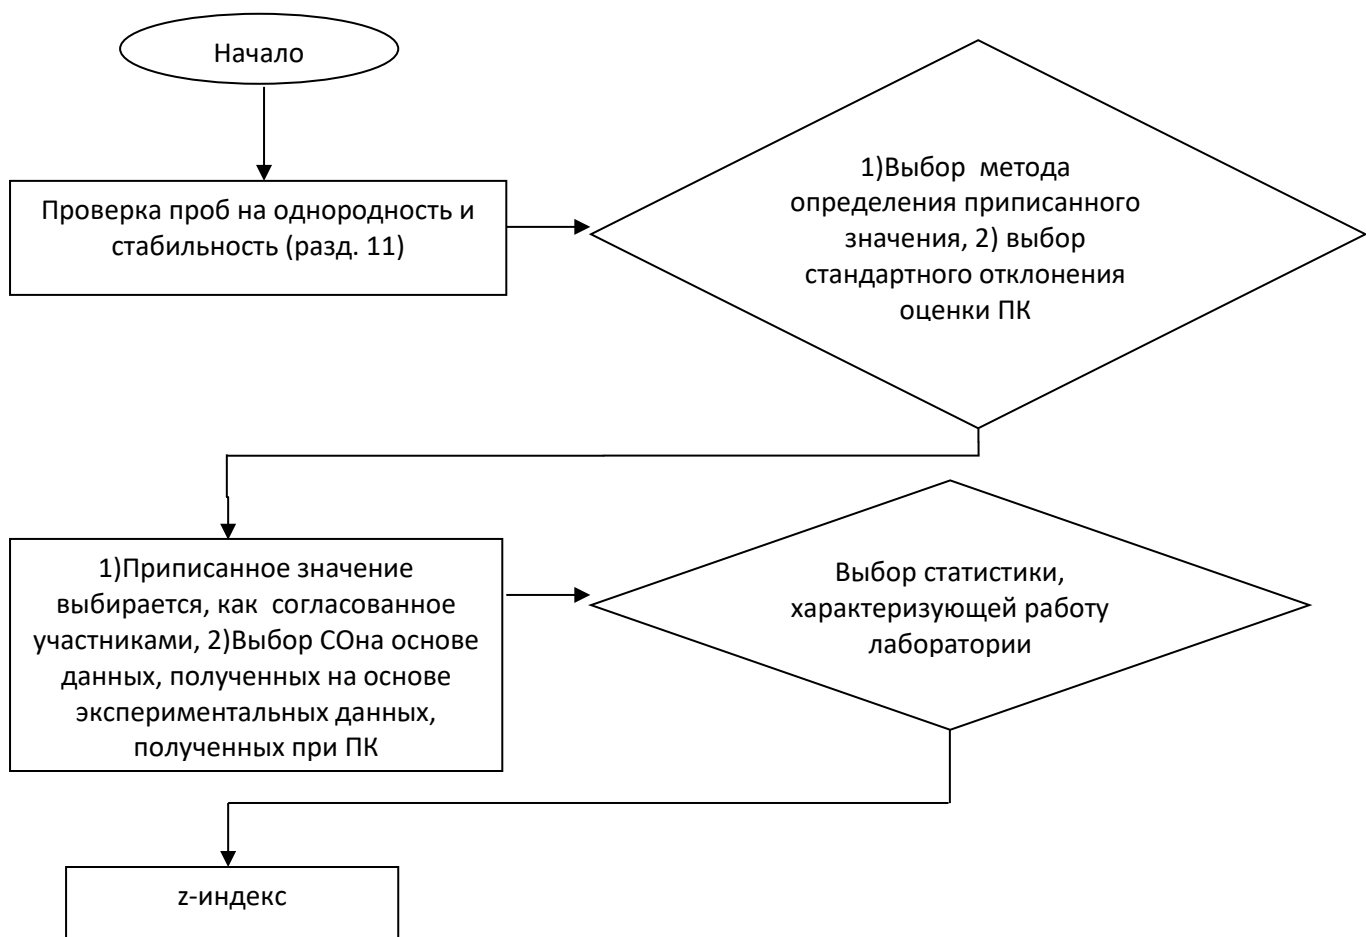 Начало
Проверка проб на однородность и
стабильность (разд. 11)
1)Выбор метода
определения приписанного
значения, 2) выбор
стандартного отклонения
оценки ПК
1)Приписанное значение
выбирается, как согласованное
участниками, 2)Выбор СОна основе
данных, полученных на основе
экспериментальных данных,
полученных при ПК
Выбор статистики,
характеризующей работу
лаборатории
z-индекс